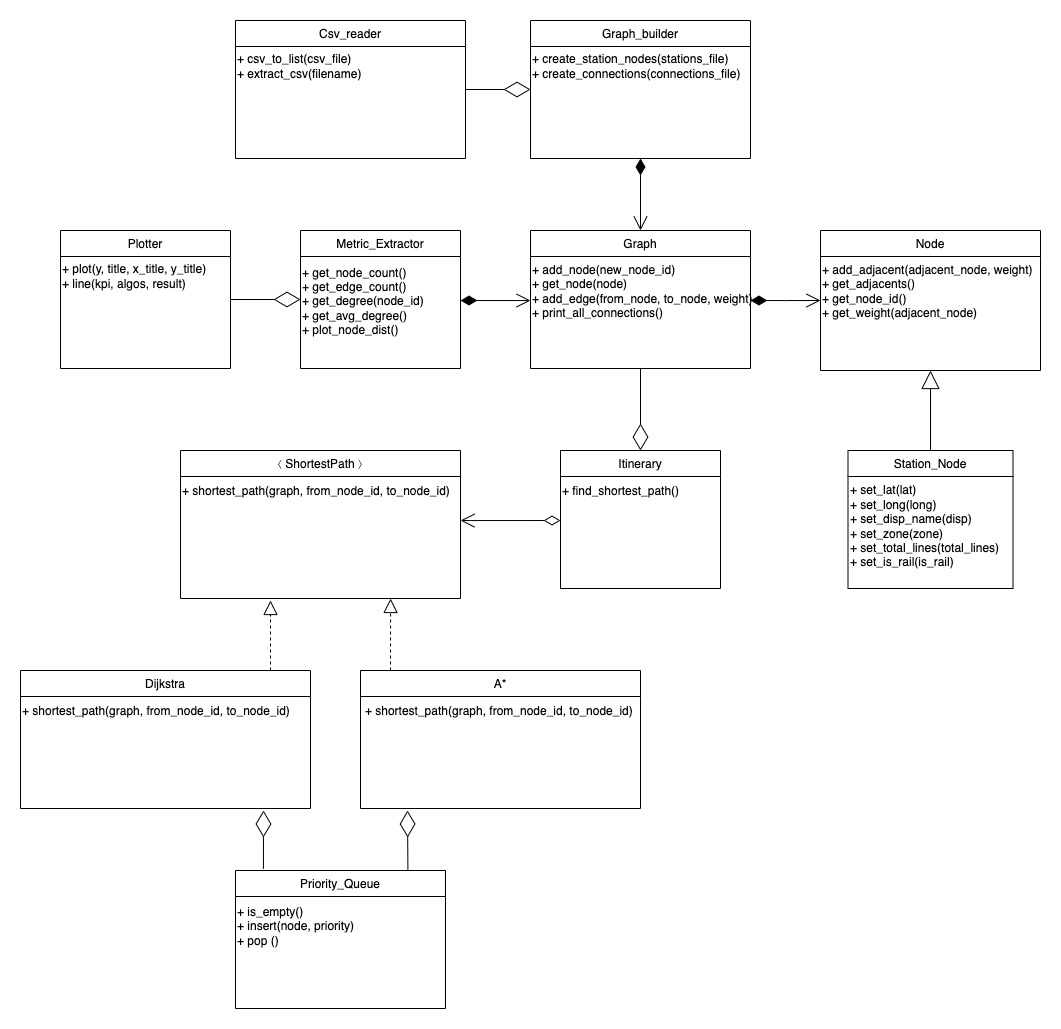 Csv_reader
+ csv_to_list(csv_file)
+ extract_csv(filename)
Graph_builder
+ create_station_nodes(stations_file)
+ create_connections(connections_file)
Plotter
+ plot(y, title, x_title, y_title)
+ line(kpi, algos, result)
Metric_Extractor
+ get_node_count()
+ get_edge_count()
+ get_degree(node_id)
+ get_avg_degree()
+ plot_node_dist()
Graph
+ add_node(new_node_id)
+ get_node(node)
+ add_edge(from_node, to_node, weight)
+ print_all_connections()
Node
+ add_adjacent(adjacent_node, weight)
+ get_adjacents()
+ get_node_id()
+ get_weight(adjacent_node)
〈 ShortestPath 〉
+ shortest_path(graph, from_node_id, to_node_id)
Itinerary
+ find_shortest_path()
Station_Node
+ set_lat(lat)
+ set_long(long)
+ set_disp_name(disp)
+ set_zone(zone)
+ set_total_lines(total_lines)
+ set_is_rail(is_rail)
Dijkstra
+ shortest_path(graph, from_node_id, to_node_id)
A*
+ shortest_path(graph, from_node_id, to_node_id)
Priority_Queue
+ is_empty()
+ insert(node, priority)
+ pop ()